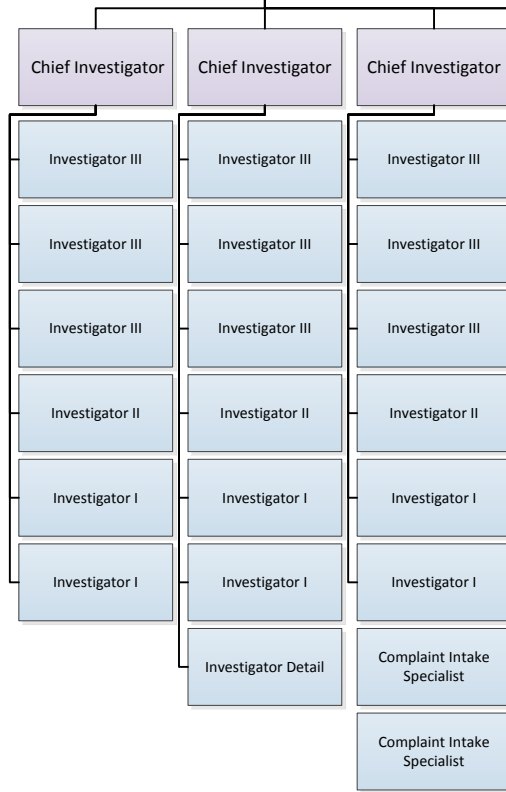 Chief Investigator
Chief Investigator
Chief Investigator
Investigator III
Investigator III
Investigator III
Investigator III
Investigator III
Investigator III
Investigator III
Investigator III
Investigator III
Investigator II
Investigator II
Investigator II
Investigator I
Investigator I
Investigator I
Investigator I
Investigator I
Investigator I
Investigator Detail
Complaint Intake
Specialist
Complaint Intake
Specialist